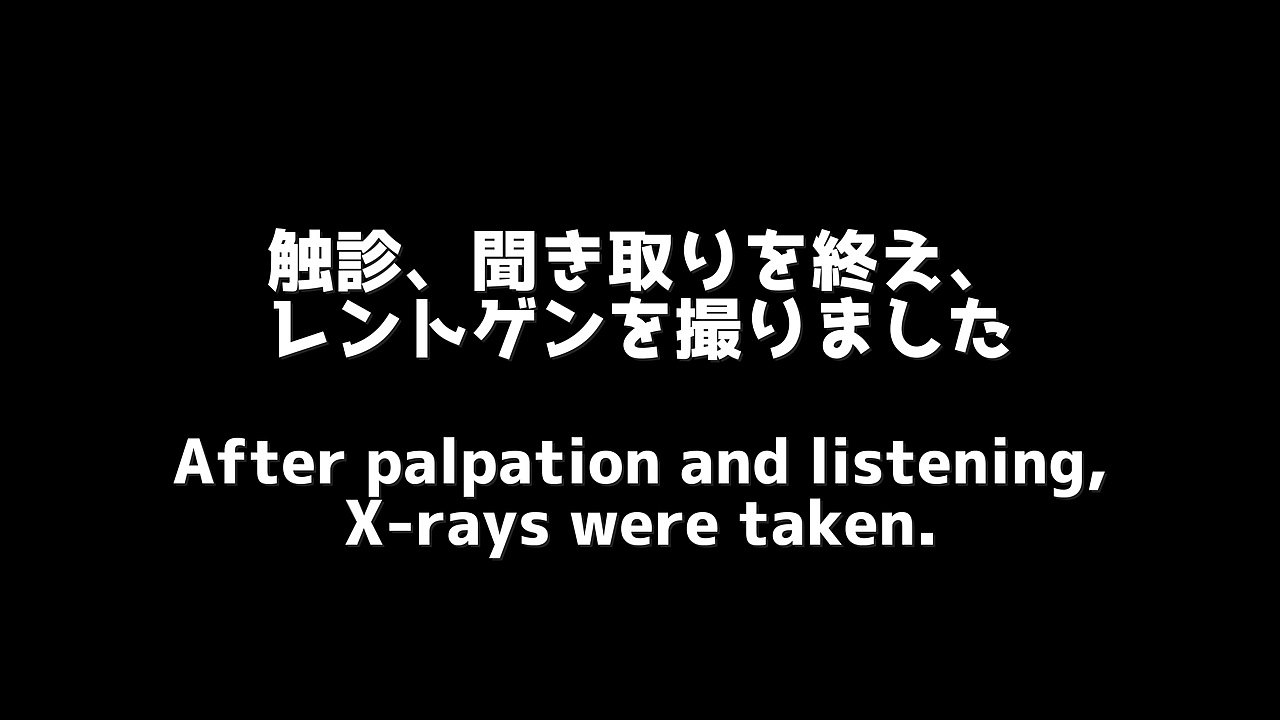 触診、聞き取りを終え、
レントゲンを撮りました
After palpation and listening,
X-rays were taken.